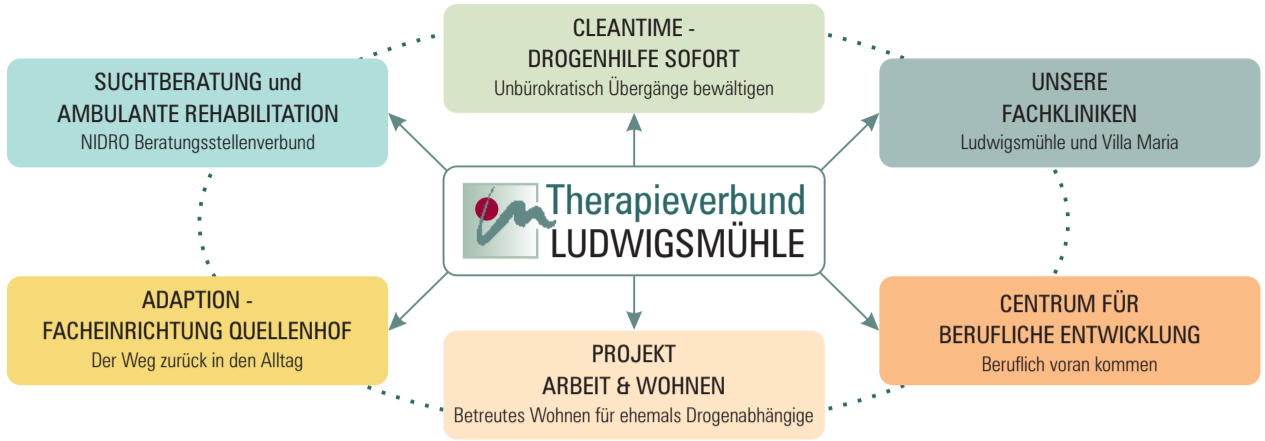 CLEANTIME -
DROGENHILFE SOFORT
Unbürokratisch Übergänge bewältigen
SUCHTBERATUNG und
AMBULANTE REHABILITATION
NIDRO Beratungsstellenverbund
UNSERE
FACHKLINIKEN
Ludwigsmühle und Villa Maria
Therapieverbund
LUDWIGSMÜHLE
ADAPTION -
FACHEINRICHTUNG QUELLENHOF
Der Weg zurück in den Alltag
PROJEKT
ARBEIT & WOHNEN
Betreutes Wohnen für ehemals Drogenabhängige
CENTRUM FÜR
BERUFLICHE ENTWICKLUNG
Beruflich voran kommen